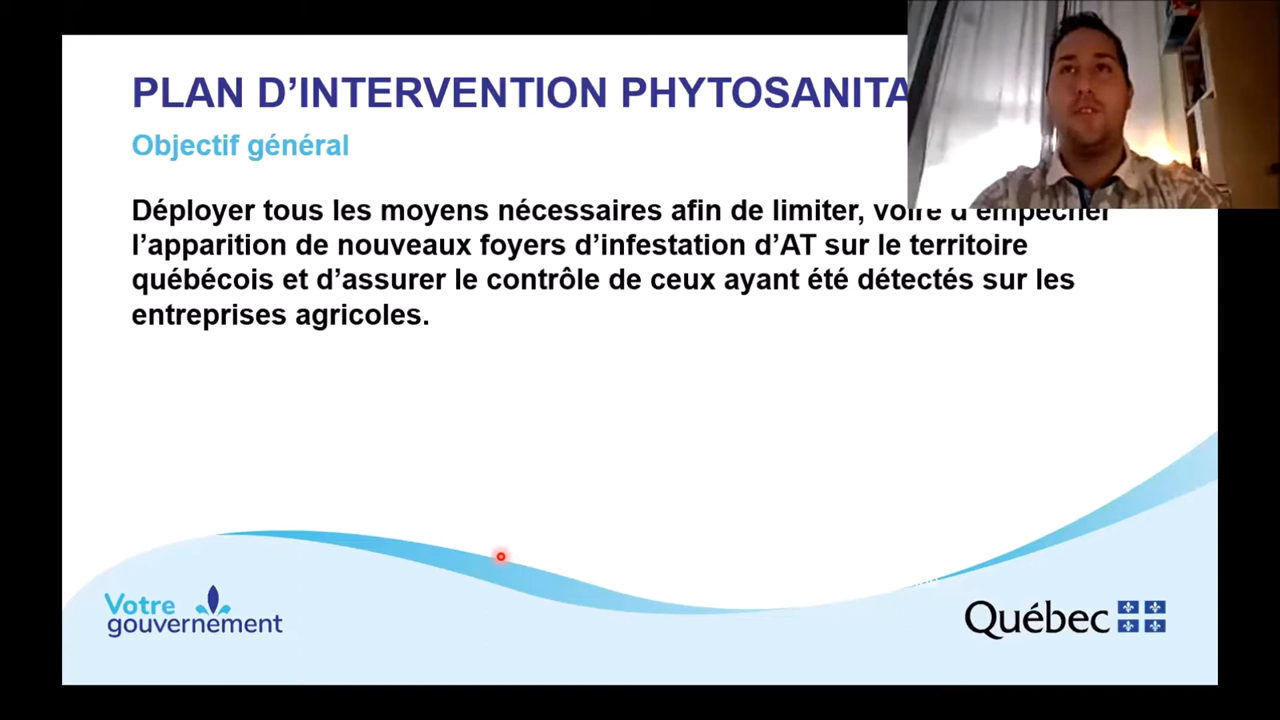 PLAN D'INTERVENTION PHYTOSANITA
Objectif général
Déployer tous les moyens nécessaires afin de limiter, voire d'empêcher
l'apparition de nouveaux foyers d'infestation d'AT sur le territoire
québécois et d'assurer le contrôle de ceux ayant été détectés sur les
entreprises agricoles.
Votre
gouvernement
Québec